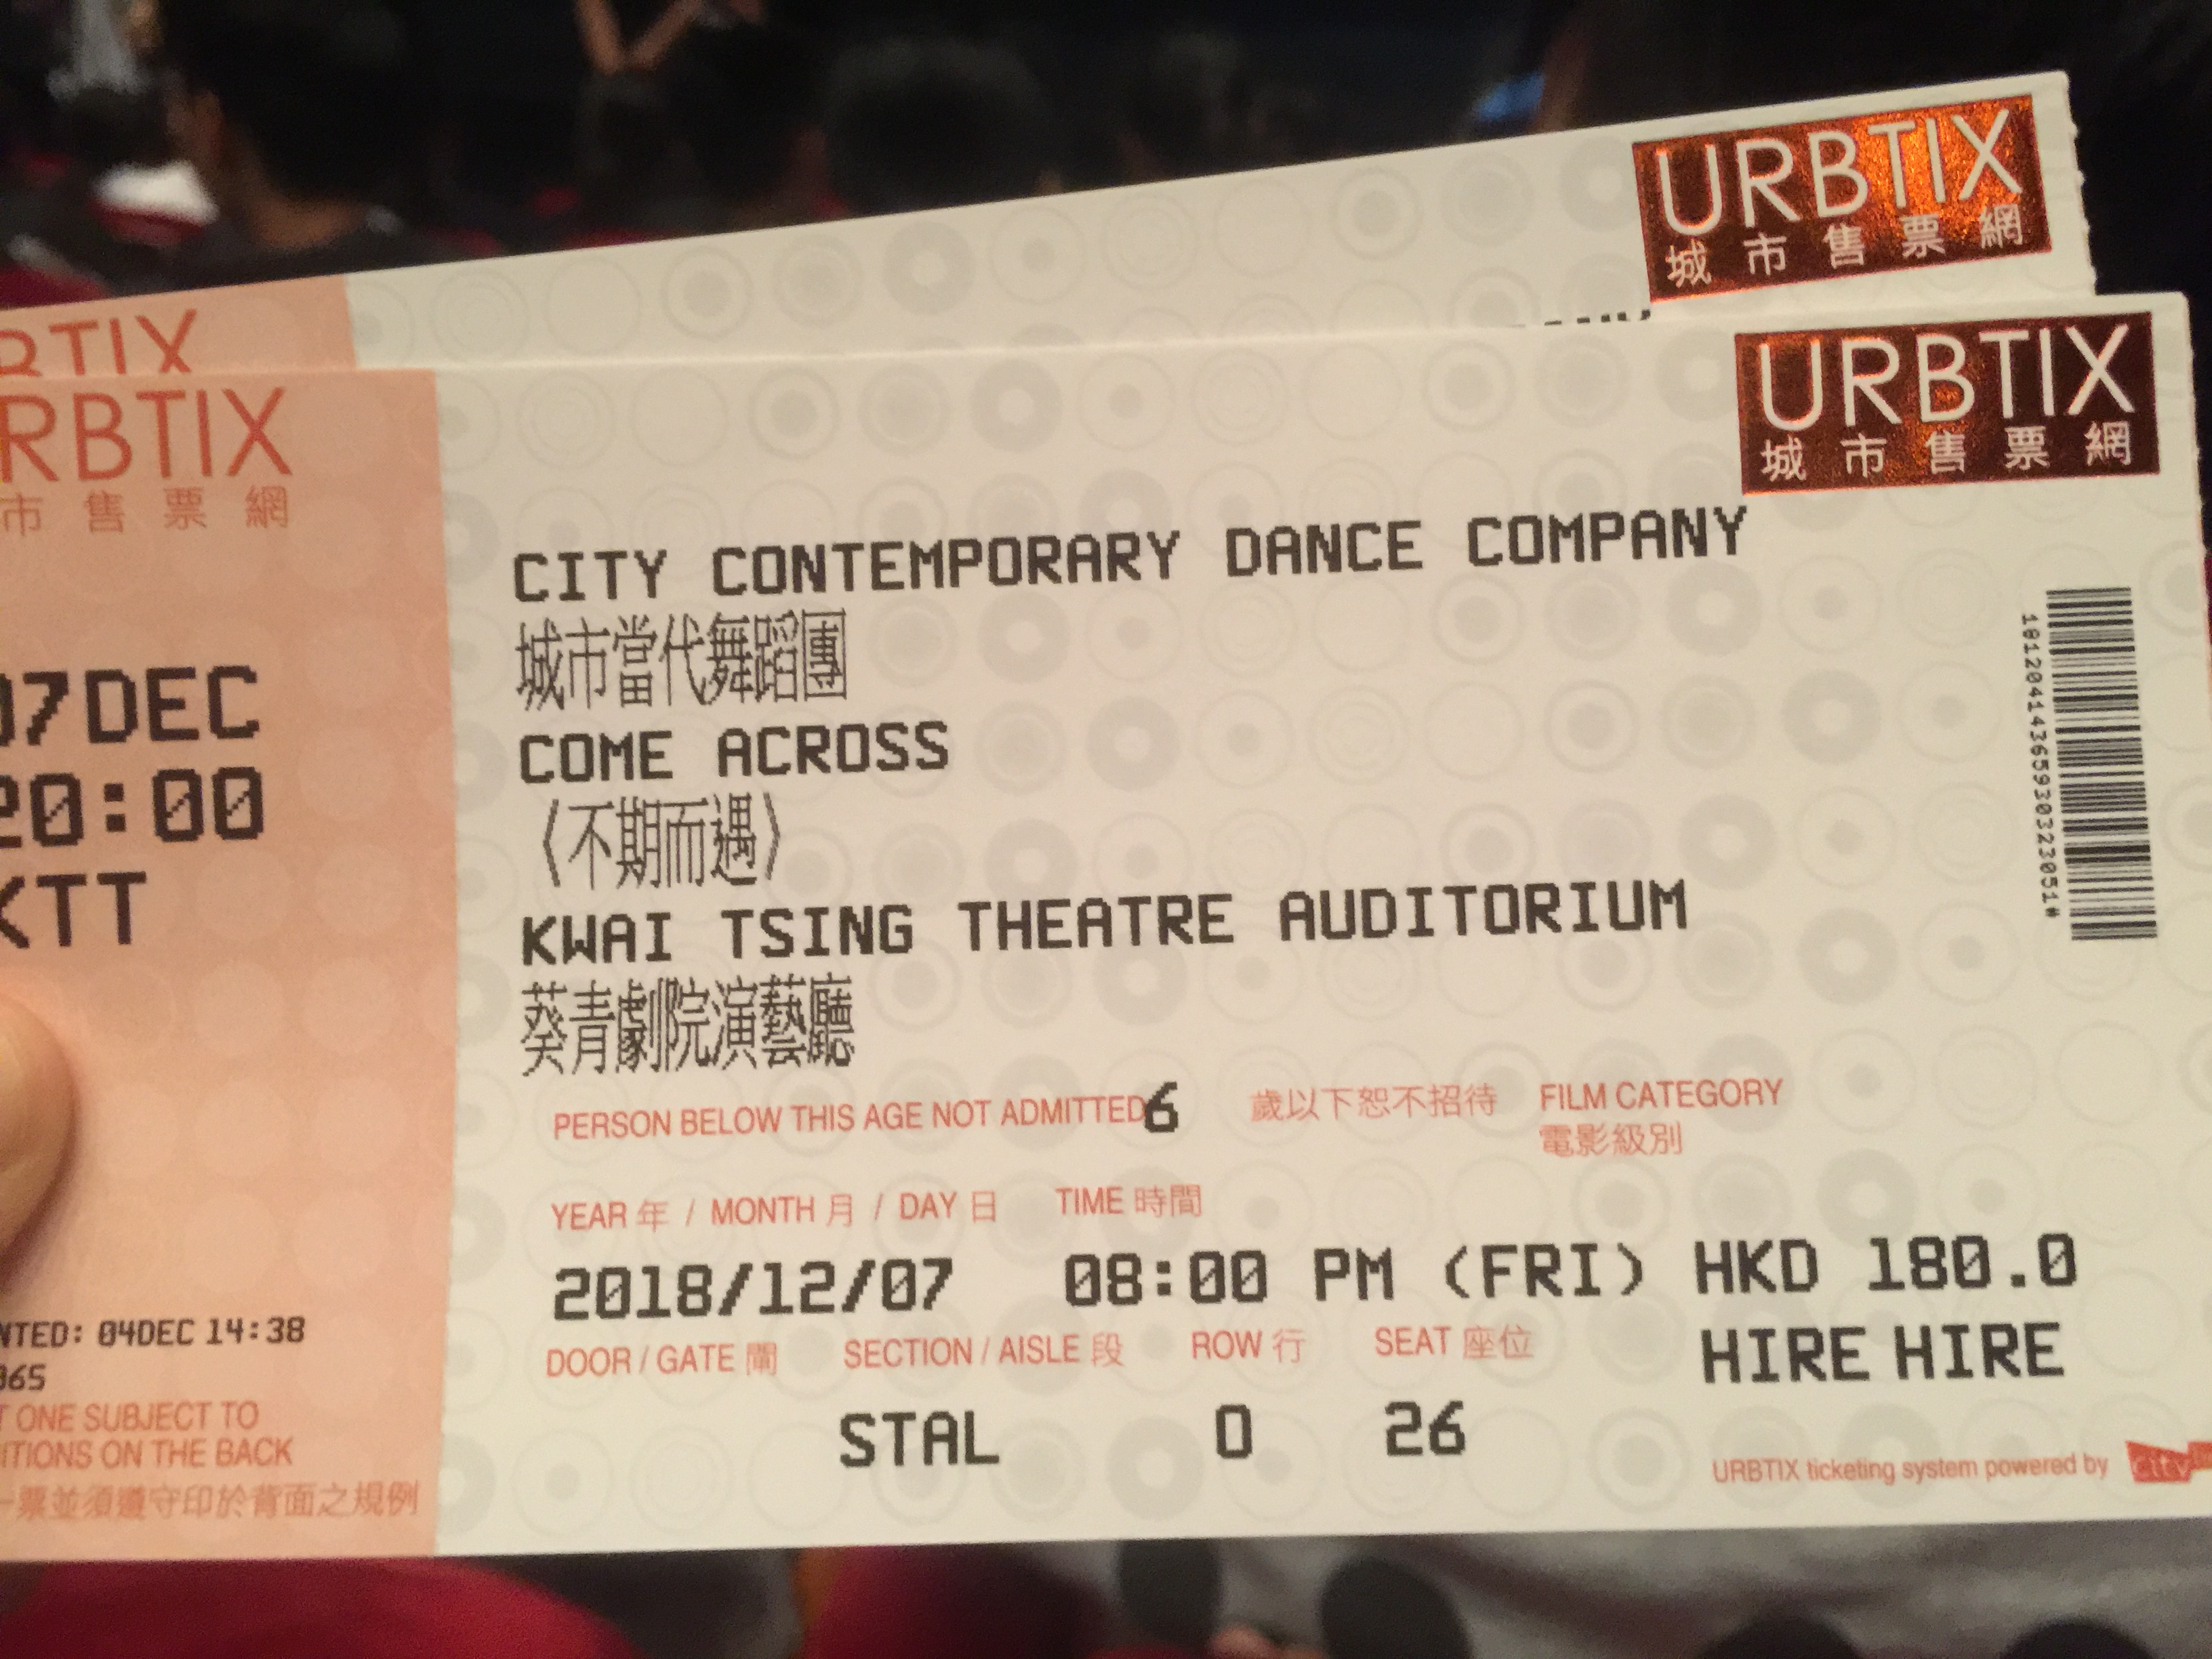 URBTIX
城市售票網
BTIX
URBTIX
城市售票網
RBTIX
市售票網
CITY CONTEMPORARY DANCE COMPANY
城市當代舞蹈團
COME ACROSS
〈不期而遇〉
KWAI TSING THEATRE AUDITORIUM
葵青劇院演藝廳
07DEC
20:00
KTT
PERSON BELOW THIS AGE NOT ADMITTED 6 歲以下恕不招待 FILM CATEGORY
電影級別
YEAR 年 / MONTH 月 / DAY 日 TIME 時間
2018/12/07 08:00 PM (FRI) HKD 180.0
DOOR / GATE 閘 SECTION / AISLE 段 ROW 行 SEAT 座位
HIRE HIRE
STAL O 26
URBTIX ticketing system powered by city
NTED: 04DEC 14:38
065
T ONE SUBJECT TO
ITIONS ON THE BACK
一票並須遵守印於背面之規例
18120414365930323051#